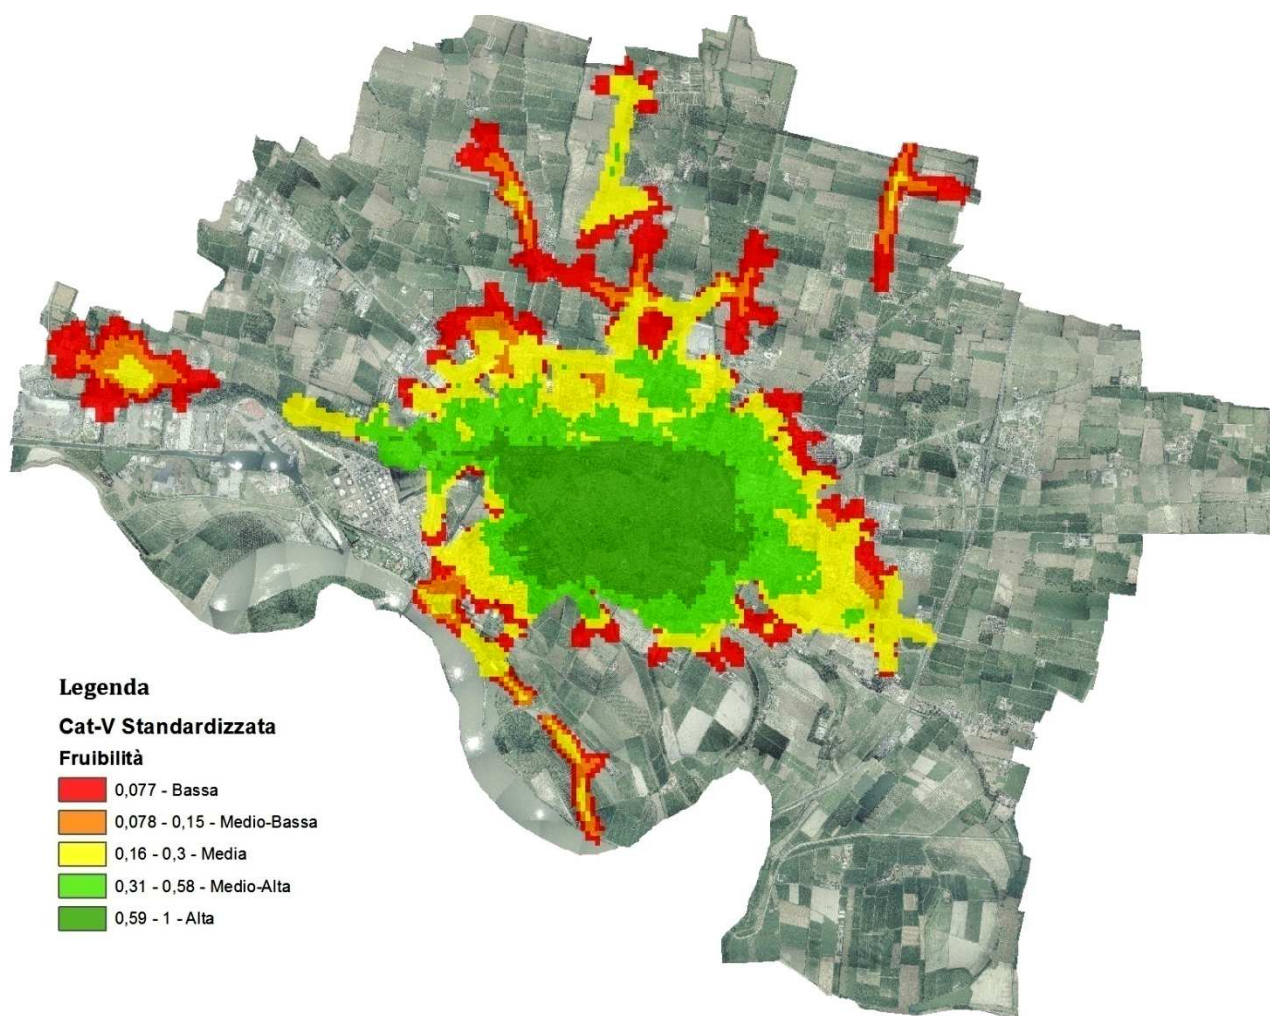 Legenda
Cat-V Standardizzata
Fruibilità
0,077 - Bassa
0,078 - 0,15 - Medio-Bassa
0,16 - 0,3 - Media
0,31 - 0,58 - Medio-Alta
0,59 - 1 - Alta